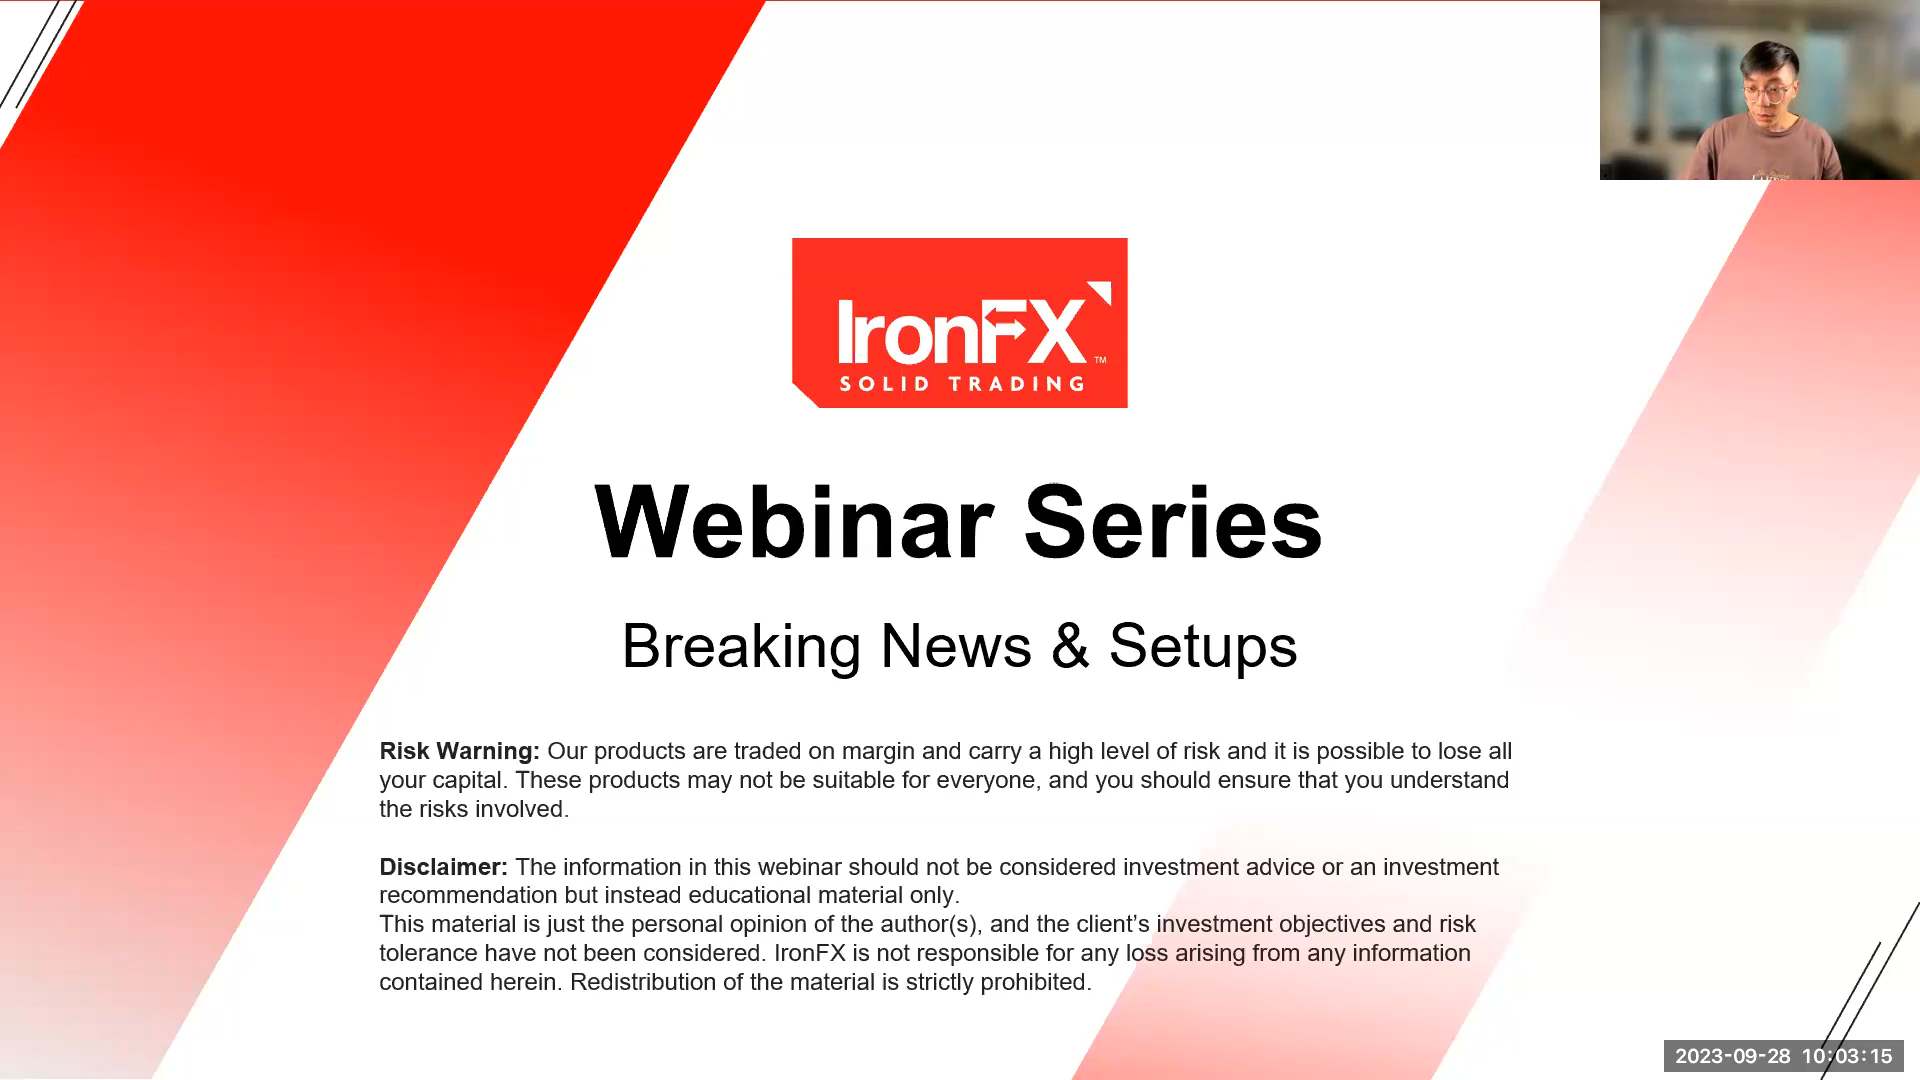 IronFX
TM
SOLID TRADING
Webinar Series
Breaking News & Setups
Risk Warning: Our products are traded on margin and carry a high level of risk and it is possible to lose all
your capital. These products may not be suitable for everyone, and you should ensure that you understand
the risks involved.
Disclaimer: The information in this webinar should not be considered investment advice or an investment
recommendation but instead educational material only.
This material is just the personal opinion of the author(s), and the client’s investment objectives and risk
tolerance have not been considered. IronFX is not responsible for any loss arising from any information
contained herein. Redistribution of the material is strictly prohibited.
2023-09-28 10:03:15